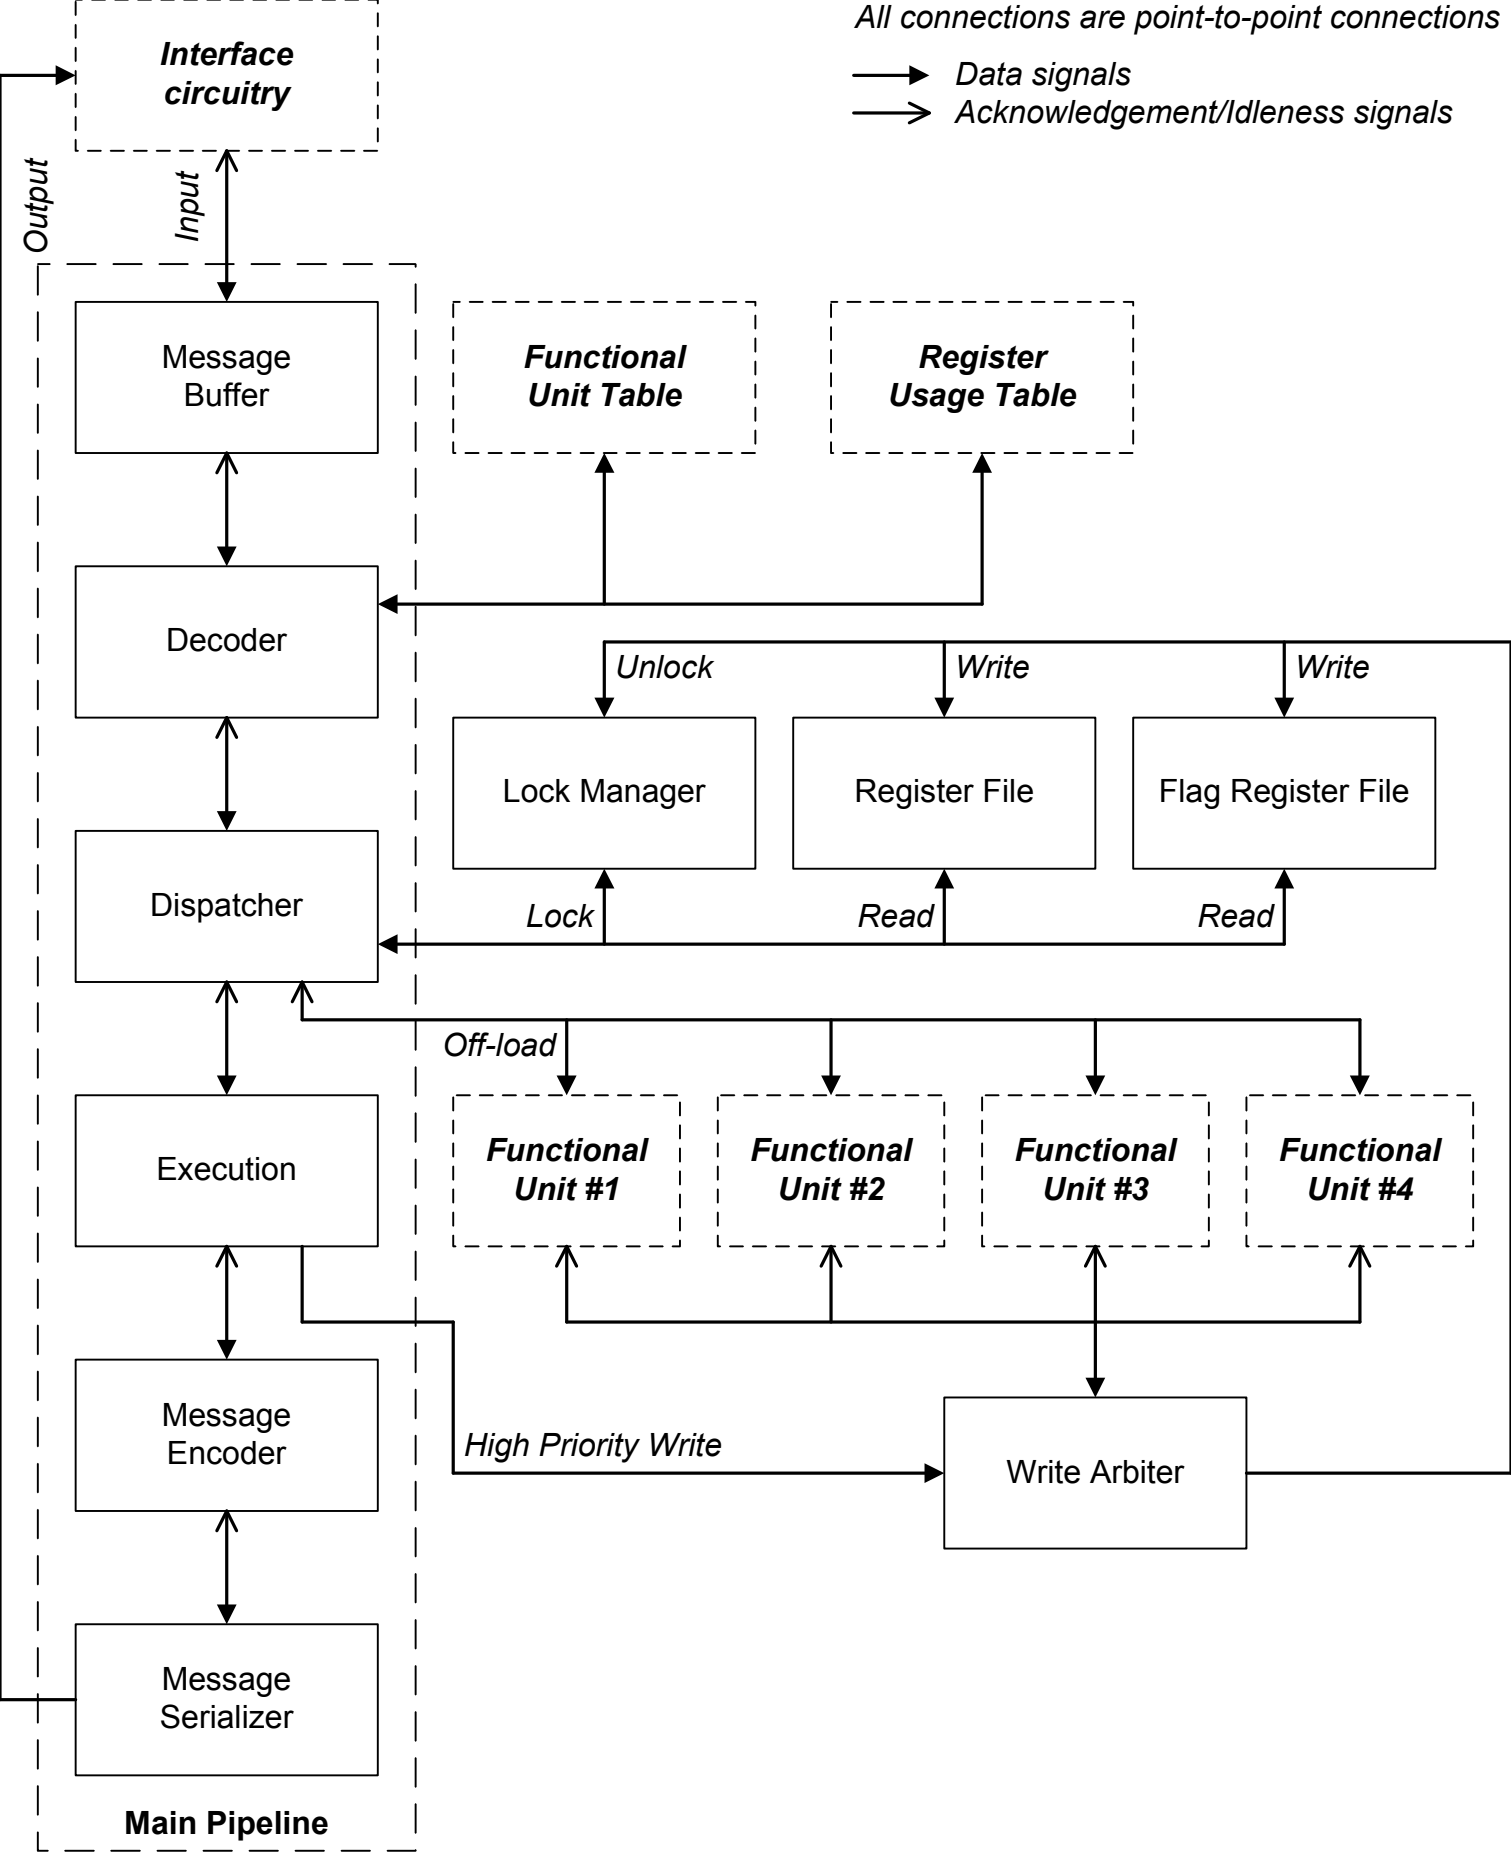 All connections are point-to-point connections
Data signals
Acknowledgement/Idleness signals
Interface
circuitry
Output
Input
Message
Buffer
Functional
Unit Table
Register
Usage Table
Decoder
Unlock
Write
Write
Lock Manager
Register File
Flag Register File
Dispatcher
Lock
Read
Read
Off-load
Execution
Functional
Unit #1
Functional
Unit #2
Functional
Unit #3
Functional
Unit #4
Message
Encoder
High Priority Write
Write Arbiter
Message
Serializer
Main Pipeline